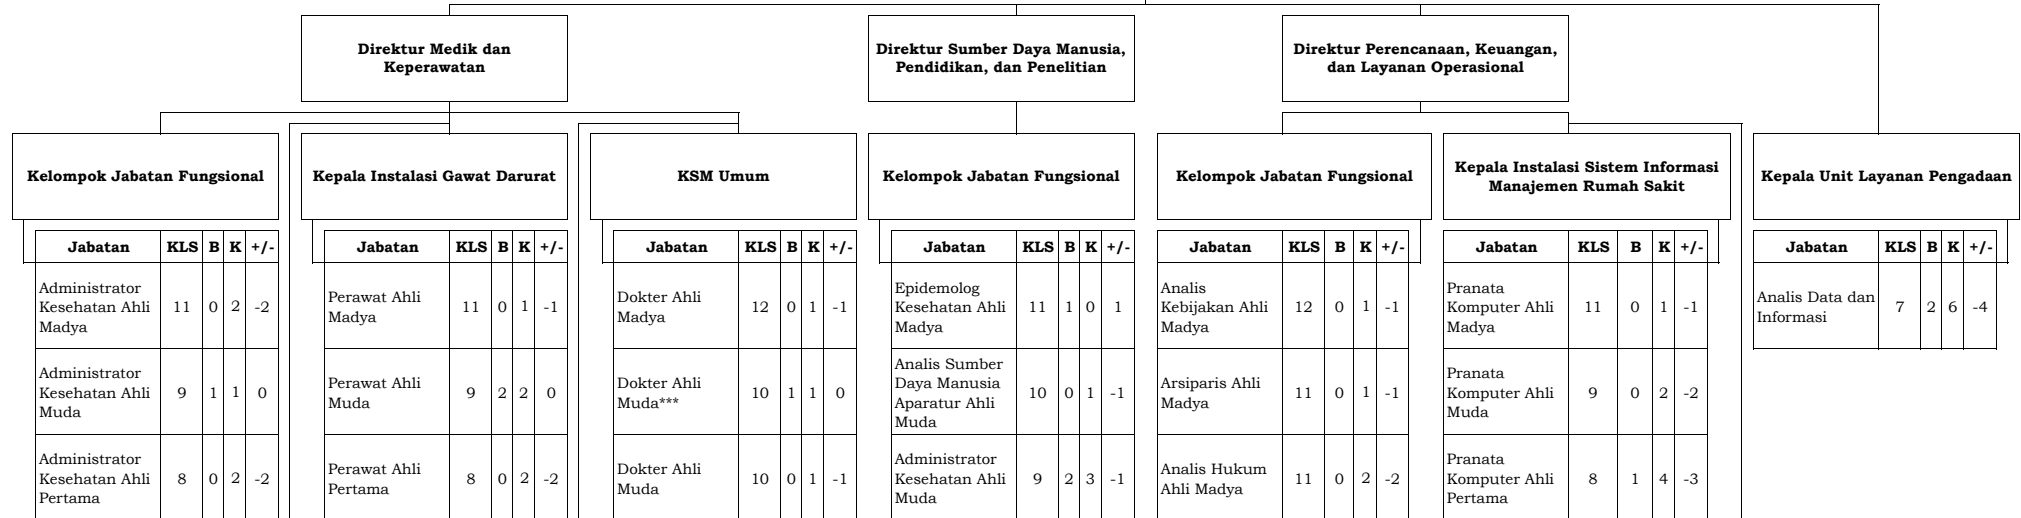 Direktur Medik dan
Keperawatan
Direktur Sumber Daya Manusia,
Pendidikan, dan Penelitian
Direktur Perencanaan, Keuangan,
dan Layanan Operasional
Kelompok Jabatan Fungsional
Jabatan KLS B K +/-
Administrator
Kesehatan Ahli
Madya
11 0 2 -2
Administrator
Kesehatan Ahli
Muda
9 1 1 0
Administrator
Kesehatan Ahli
Pertama
8 0 2 -2
Kepala Instalasi Gawat Darurat
Jabatan KLS B K +/-
Perawat Ahli
Madya
11 0 1 -1
Perawat Ahli
Muda
9 2 2 0
Perawat Ahli
Pertama
8 0 2 -2
KSM Umum
Jabatan KLS B K +/-
Dokter Ahli
Madya
12 0 1 -1
Dokter Ahli
Muda***
10 1 1 0
Dokter Ahli
Muda
10 0 1 -1
Kelompok Jabatan Fungsional
Jabatan KLS B K +/-
Epidemolog
Kesehatan Ahli
Madya
11 1 0 1
Analis Sumber
Daya Manusia
Aparatur Ahli
Muda
10 0 1 -1
Administrator
Kesehatan Ahli
Muda
9 2 3 -1
Kelompok Jabatan Fungsional
Jabatan KLS B K +/-
Analis
Kebijakan Ahli
Madya
12 0 1 -1
Arsiparis Ahli
Madya
11 0 1 -1
Analis Hukum
Ahli Madya
11 0 2 -2
Kepala Instalasi Sistem Informasi
Manajemen Rumah Sakit
Jabatan KLS B K +/-
Pranata
Komputer Ahli
Madya
11 0 1 -1
Pranata
Komputer Ahli
Muda
9 0 2 -2
Pranata
Komputer Ahli
Pertama
8 1 4 -3
Kepala Unit Layanan Pengadaan
Jabatan KLS B K +/-
Analis Data dan
Informasi
7 2 6 -4